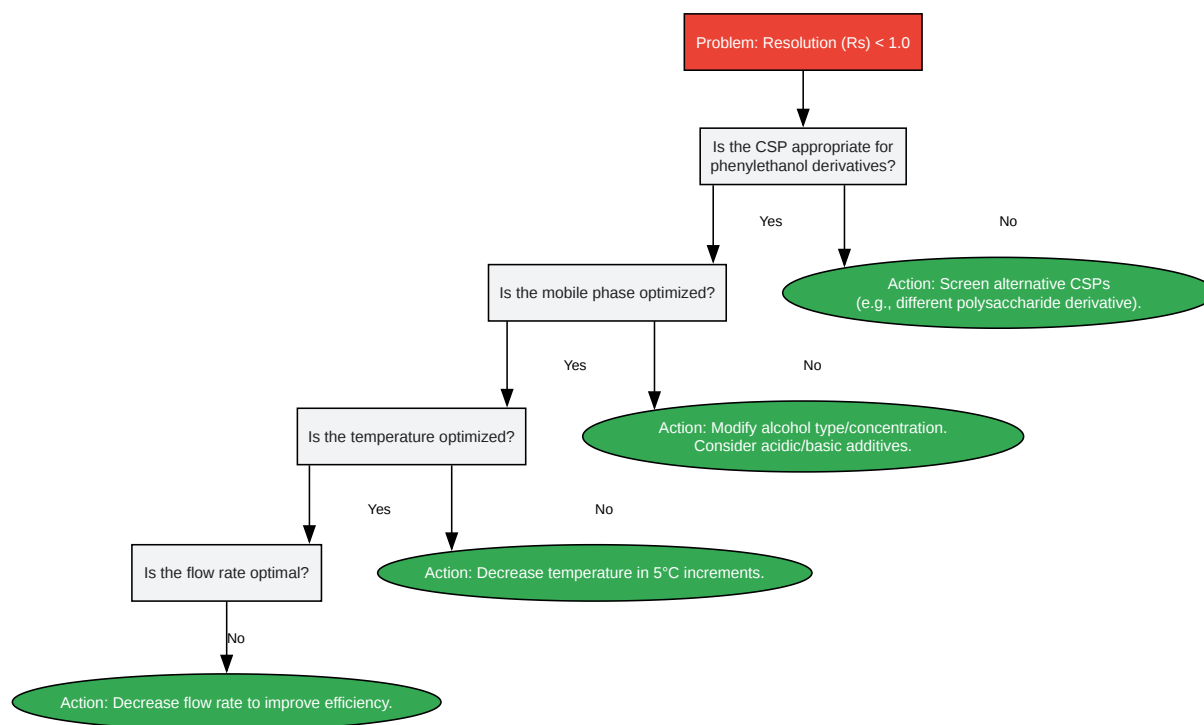 Problem: Resolution (Rs) < 1.0
Is the CSP appropriate for
phenylethanol derivatives?
Yes
No
Action: Screen alternative CSPs
(e.g., different polysaccharide derivative).
Is the mobile phase optimized?
Yes
No
Action: Modify alcohol type/concentration.
Consider acidic/basic additives.
Is the temperature optimized?
Yes
No
Action: Decrease temperature in 5°C increments.
Is the flow rate optimal?
No
Action: Decrease flow rate to improve efficiency.